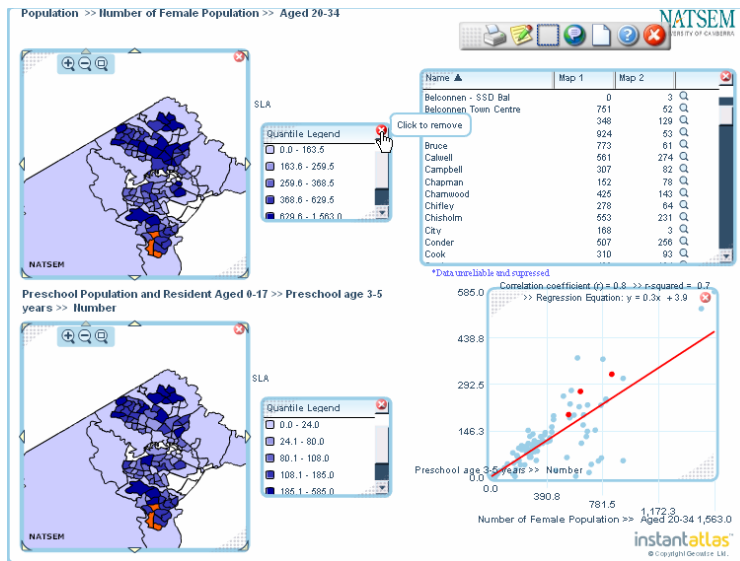 Population >> Number of Female Population >> Aged 20-34
NATSEM
UNIVERSITY OF CANBERRA
SLA
Quantile Legend
0.0 - 163.5
163.6 - 259.5
259.6 - 368.5
368.6 - 629.5
629.6 - 1,563.0
Click to remove
NATSEM
Name ▲ Map 1 Map 2
Belconnen - SSD Bal 0 3
Belconnen Town Centre 751 52
348 129
924 53
Bruce 773 61
Calwell 561 274
Campbell 307 82
Chapman 152 78
Charnwood 425 143
Chifley 278 64
Chisholm 553 231
City 168 3
Conder 507 256
Cook 310 93
*Data unreliable and supressed
Preschool Population and Resident Aged 0-17 >> Preschool age 3-5
years >> Number
SLA
Quantile Legend
0.0 - 24.0
24.1 - 80.0
80.1 - 108.0
108.1 - 185.0
185.1 - 585.0
NATSEM
Correlation coefficient (r) = 0.8 >> r-squared = 0.7
>> Regression Equation: y = 0.3x + 3.9
585.0
438.8
292.5
146.3
0.0
Preschool age 3-5 years >> Number
0.0
390.8
781.5
1,172.3
1,563.0
Number of Female Population >> Aged 20-34
instantatlas™
© Copyright Geowise Ltd.